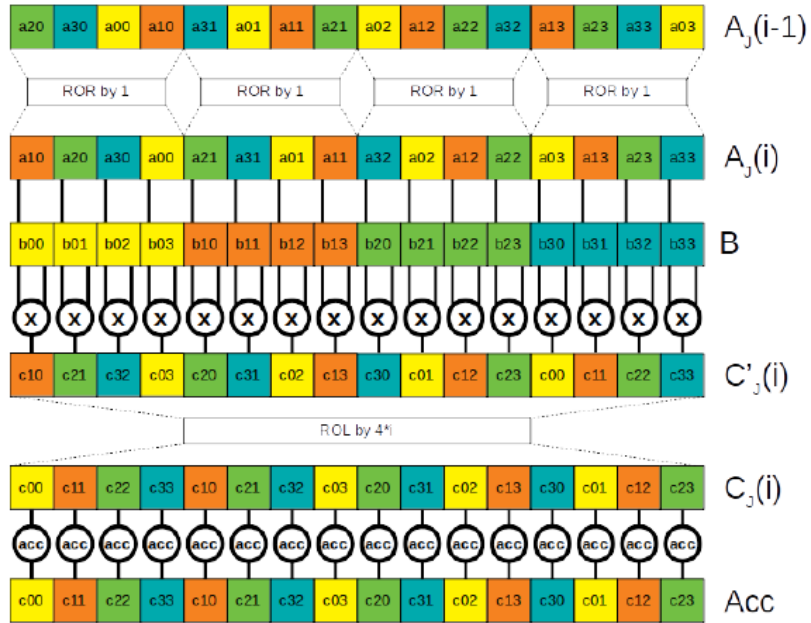 a20 a30 a00 a10 a31 a01 a11 a21 a02 a12 a22 a32 a13 a23 a33 a03 A_J(i-1)
ROR by 1 ROR by 1 ROR by 1 ROR by 1
a10 a20 a30 a00 a21 a31 a01 a11 a32 a02 a12 a22 a03 a13 a23 a33 A_J(i)
b00 b01 b02 b03 b10 b11 b12 b13 b20 b21 b22 b23 b30 b31 b32 b33 B
X X X X X X X X X X X X X X X X
c10 c21 c32 c03 c20 c31 c02 c13 c30 c01 c12 c23 c00 c11 c22 c33 C'_J(i)
ROL by 4*i
c00 c11 c22 c33 c10 c21 c32 c03 c20 c31 c02 c13 c30 c01 c12 c23 C_J(i)
acc acc acc acc acc acc acc acc acc acc acc acc acc acc acc acc
c00 c11 c22 c33 c10 c21 c32 c03 c20 c31 c02 c13 c30 c01 c12 c23 Acc